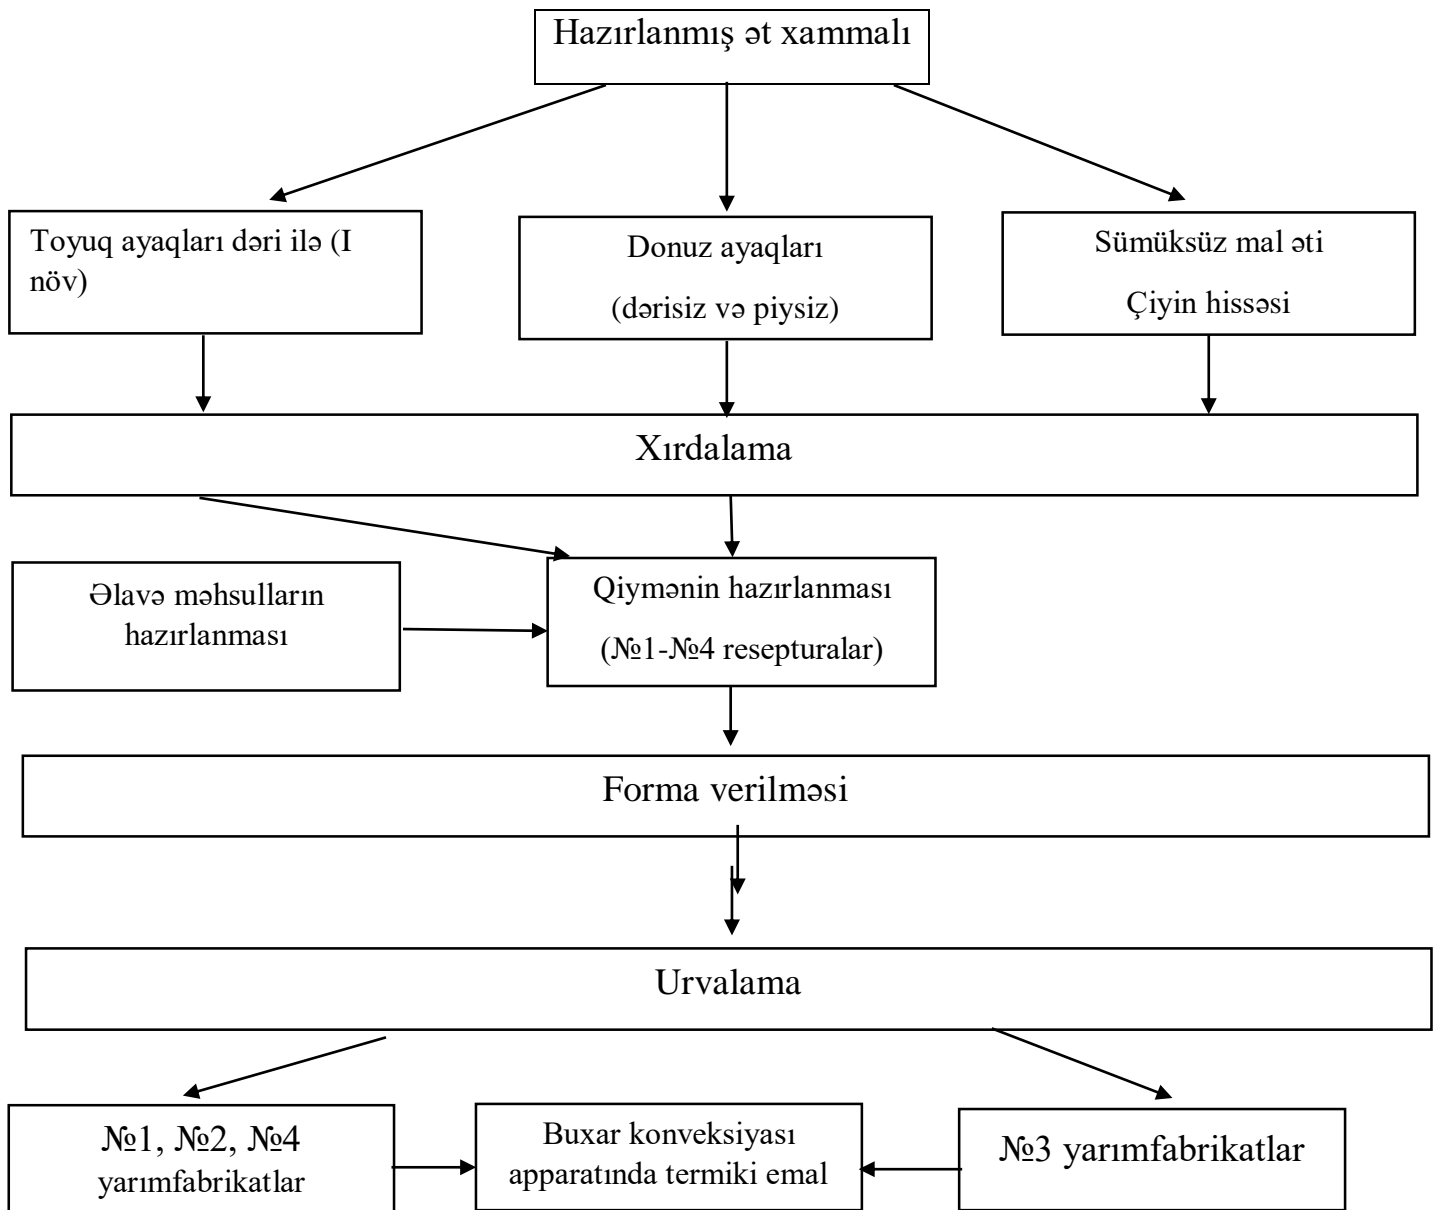 Hazırlanmış ət xammalı
Toyuq ayaqları dəri ilə (I
növ)
Donuz ayaqları
(dərisiz və piysiz)
Sümüksüz mal əti
Çiyin hissəsi
Xırdalama
Əlavə məhsulların
hazırlanması
Qiymənin hazırlanması
(№1-№4 resepturalar)
Forma verilməsi
Urvalama
№1, №2, №4
yarımfabrikatlar
Buxar konveksiyası
apparatında termiki emal
№3 yarımfabrikatlar